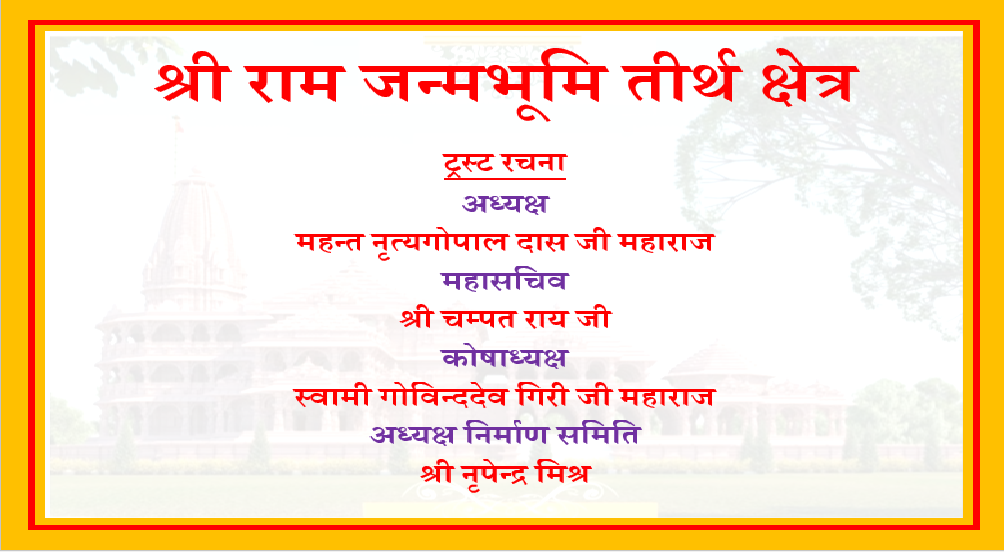 श्री राम जन्मभूमि तीर्थ क्षेत्र
ट्रस्ट रचना
अध्यक्ष
महन्त नृत्यगोपाल दास जी महाराज
महासचिव
श्री चम्पत राय जी
कोषाध्यक्ष
स्वामी गोविन्ददेव गिरी जी महाराज
अध्यक्ष निर्माण समिति
श्री नृपेन्द्र मिश्र